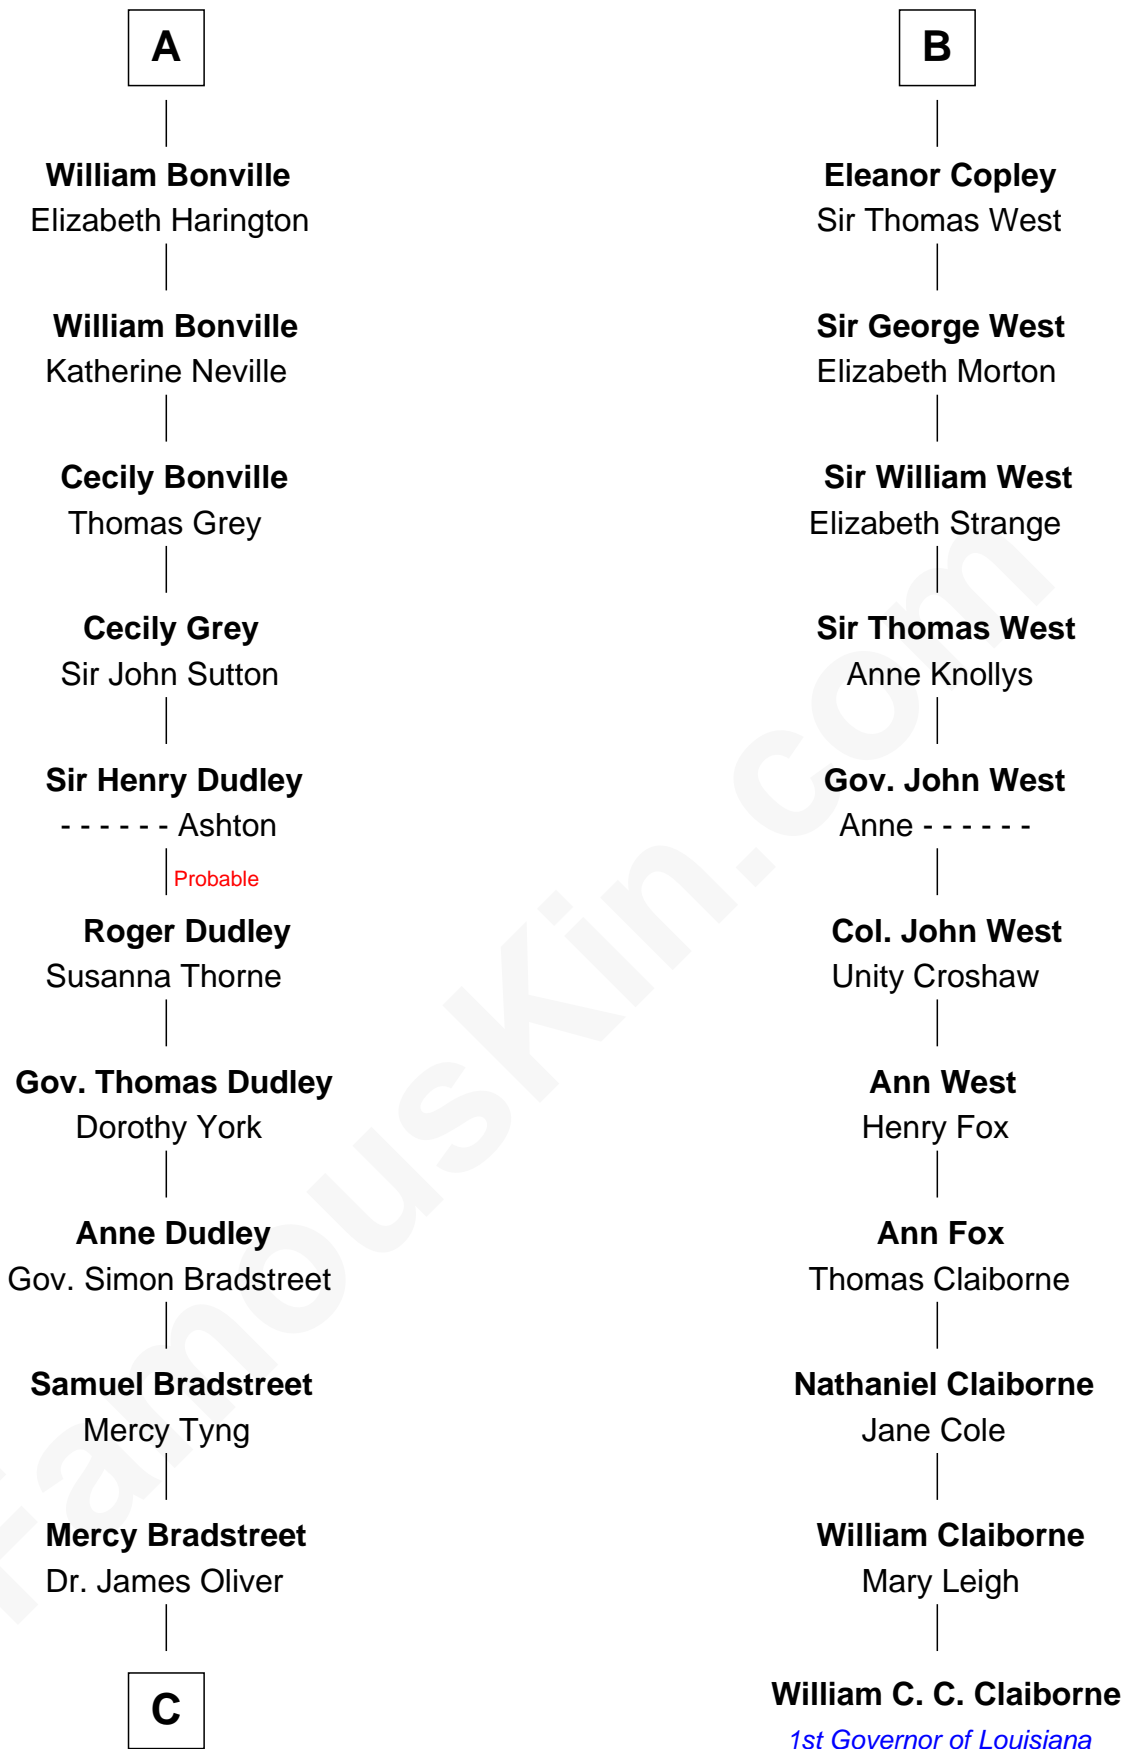 A
William Bonville
Elizabeth Harington
William Bonville
Katherine Neville
Cecily Bonville
Thomas Grey
Cecily Grey
Sir John Sutton
Sir Henry Dudley
- - - - - - Ashton
Probable
Roger Dudley
Susanna Thorne
Gov. Thomas Dudley
Dorothy York
Anne Dudley
Gov. Simon Bradstreet
Samuel Bradstreet
Mercy Tyng
Mercy Bradstreet
Dr. James Oliver
C
B
Eleanor Copley
Sir Thomas West
Sir George West
Elizabeth Morton
Sir William West
Elizabeth Strange
Sir Thomas West
Anne Knollys
Gov. John West
Anne - - - - - -
Col. John West
Unity Croshaw
Ann West
Henry Fox
Ann Fox
Thomas Claiborne
Nathaniel Claiborne
Jane Cole
William Claiborne
Mary Leigh
William C. C. Claiborne
1st Governor of Louisiana
FamousKin.com